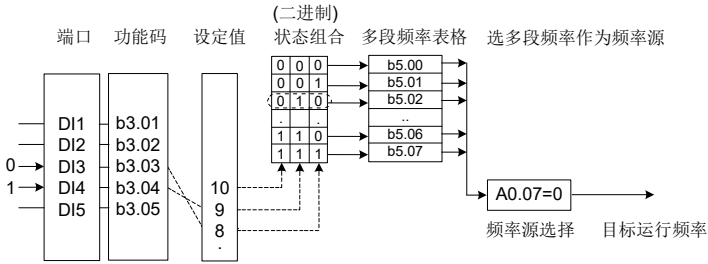 (二进制)
端口 功能码 设定值 状态组合 多段频率表格 选多段频率作为频率源
0 0 0 b5.00
0 0 1 b5.01
0 1 0 b5.02
. . . ..
1 1 0 b5.06
1 1 1 b5.07
DI1 b3.01
DI2 b3.02
0 DI3 b3.03
1 DI4 b3.04
DI5 b3.05
10
9
8
.
A0.07=0
频率源选择 目标运行频率